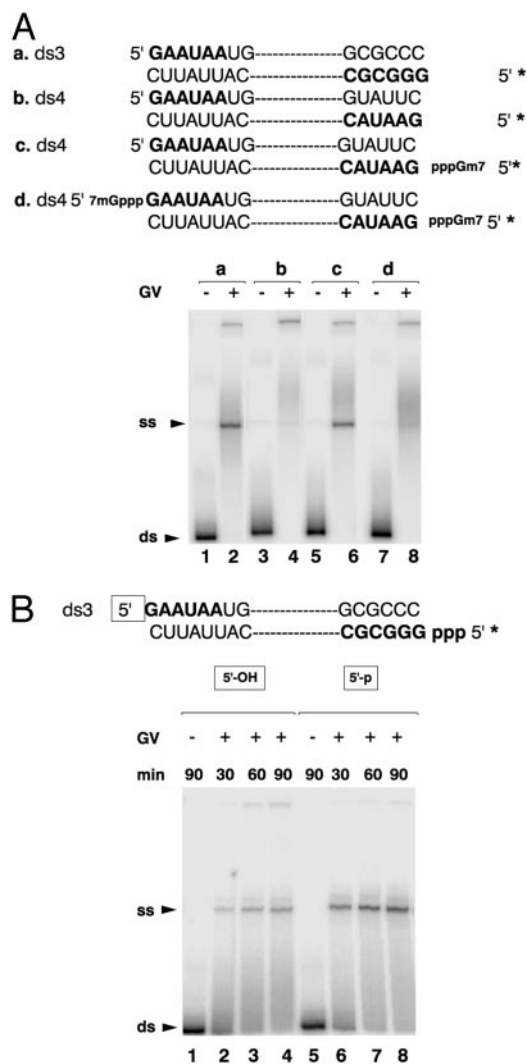 A
a. ds3 5' GAAUAAUG-------------GCGCCC
CUUAUUAC-------------CGCGGG 5' *
b. ds4 5' GAAUAAUG-------------GUAUUC
CUUAUUAC-------------CAUAAG 5' *
c. ds4 5' GAAUAAUG-------------GUAUUC
CUUAUUAC-------------CAUAAG pppGm7 5'*
d. ds4 5' 7mGpppGAAUAAUG-------------GUAUUC
CUUAUUAC-------------CAUAAG pppGm7 5' *
a b c d
GV - + - + - + - +
ss
ds
1 2 3 4 5 6 7 8
B
ds3 5' GAAUAAUG-------------GCGCCC
CUUAUUAC-------------CGCGGG ppp 5' *
5'-OH 5'-p
GV - + + + - + + +
min 90 30 60 90 90 30 60 90
ss
ds
1 2 3 4 5 6 7 8